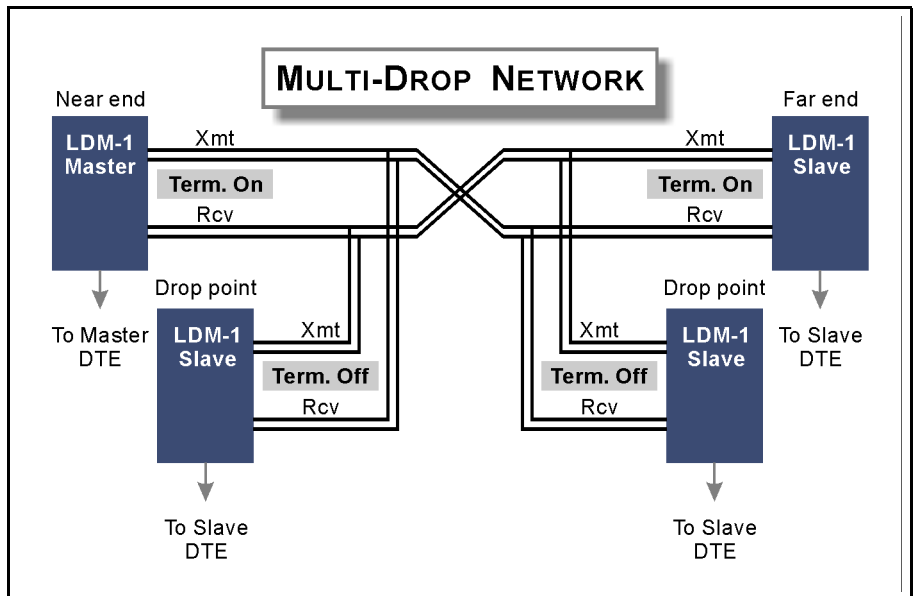 MULTI-DROP NETWORK
Near end
LDM-1
Master
Xmt
Term. On
Rcv
To Master
DTE
Far end
LDM-1
Slave
Xmt
Term. On
Rcv
To Slave
DTE
Drop point
LDM-1
Slave
Xmt
Term. Off
Rcv
To Slave
DTE
Drop point
LDM-1
Slave
Xmt
Term. Off
Rcv
To Slave
DTE